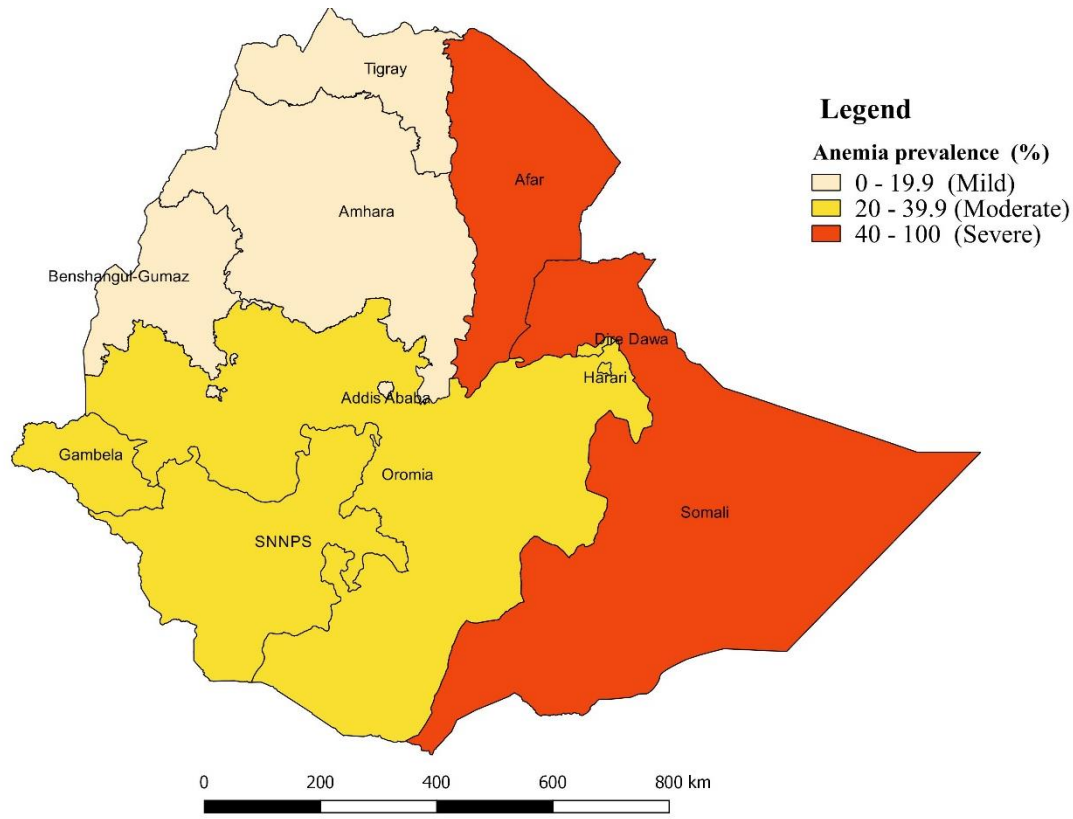 Tigray
Legend
Anemia prevalence (%)
0 - 19.9 (Mild)
20 - 39.9 (Moderate)
40 - 100 (Severe)
Afar
Amhara
Benshangul-Gumaz
Dire Dawa
Harari
Addis Ababa
Gambela
Oromia
Somali
SNNPS
0 200 400 600 800 km